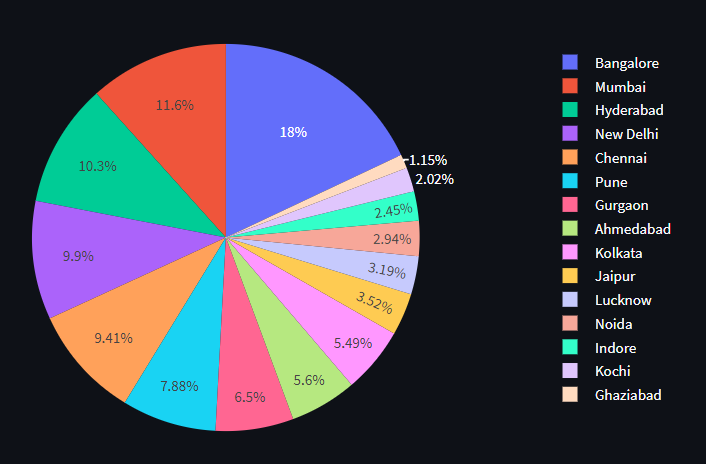 18%
11.6%
10.3%
9.9%
9.41%
7.88%
6.5%
5.6%
5.49%
3.52%
3.19%
2.94%
2.45%
2.02%
1.15%
Bangalore
Mumbai
Hyderabad
New Delhi
Chennai
Pune
Gurgaon
Ahmedabad
Kolkata
Jaipur
Lucknow
Noida
Indore
Kochi
Ghaziabad